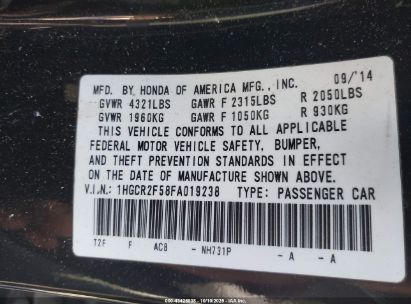 MFD. BY HONDA OF AMERICA MFG., INC. 09/'14
GVWR 4321LBS GAWR F 2315LBS R 2050LBS
GVWR 1960KG GAWR F 1050KG R 930KG
THIS VEHICLE CONFORMS TO ALL APPLICABLE
FEDERAL MOTOR VEHICLE SAFETY, BUMPER,
AND THEFT PREVENTION STANDARDS IN EFFECT
ON THE DATE OF MANUFACTURE SHOWN ABOVE.
V.I.N.: 1HGCR2F58FA019238 TYPE: PASSENGER CAR
T2F F AC8 - NH731P - A - A